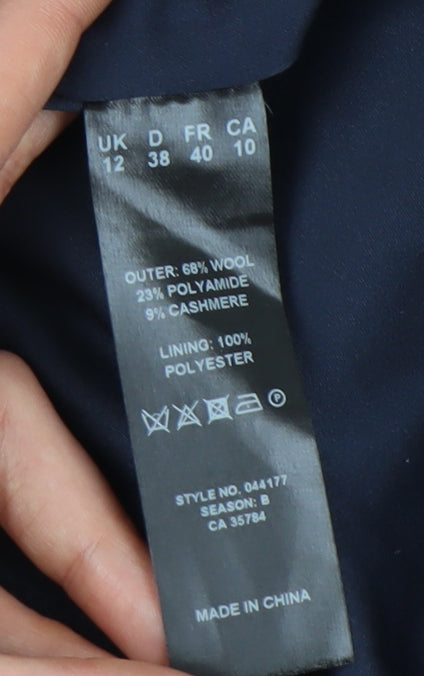 UK D FR CA
12 38 40 10
OUTER: 68% WOOL
23% POLYAMIDE
9% CASHMERE
LINING: 100%
POLYESTER
P
STYLE NO. 044177
SEASON: B
CA 35784
MADE IN CHINA